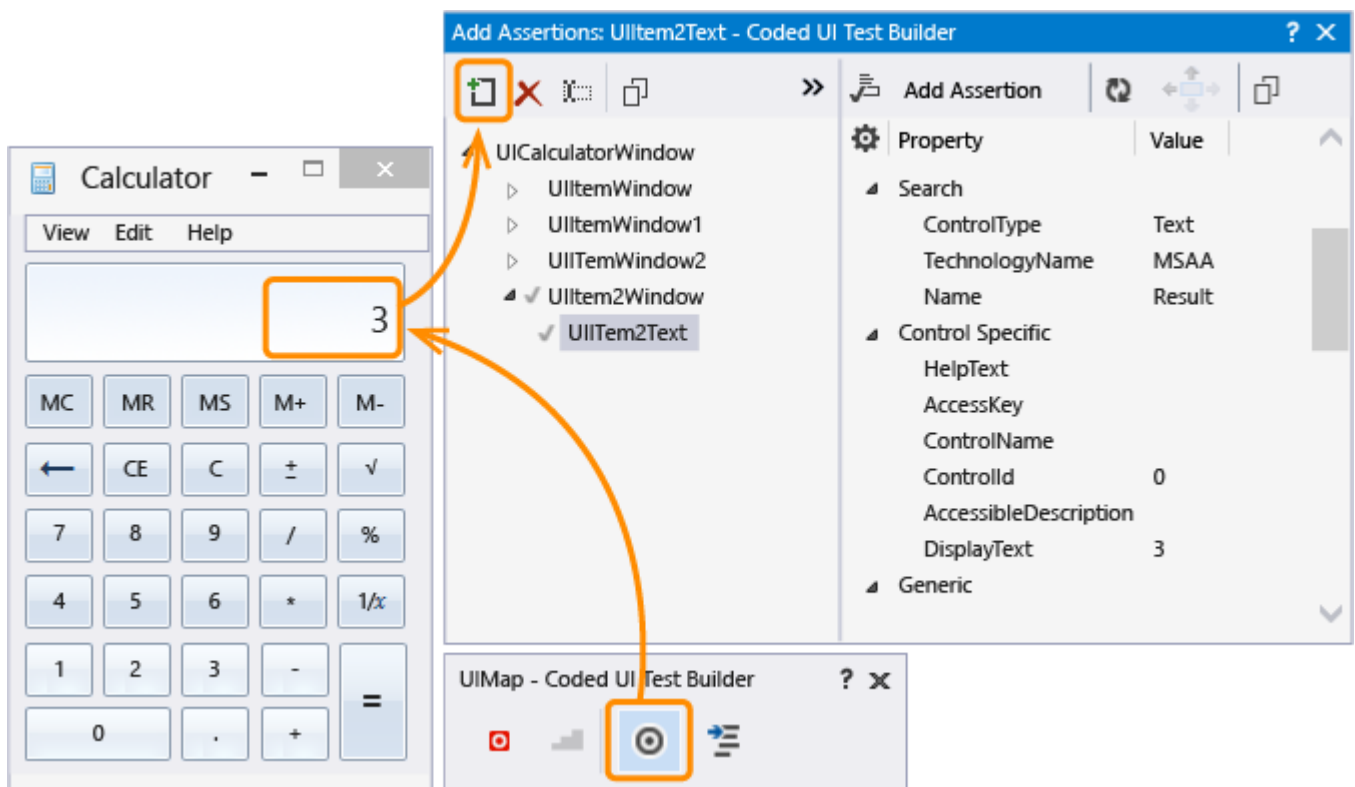 Add Assertions: UIItem2Text - Coded UI Test Builder ? X
Add Assertion
Property Value
UICalculatorWindow
UIItemWindow
UIItemWindow1
UIITemWindow2
UIItem2Window
UIITem2Text
Search
ControlType Text
TechnologyName MSAA
Name Result
Control Specific
HelpText
AccessKey
ControlName
ControlId 0
AccessibleDescription
DisplayText 3
Generic
Calculator
View Edit Help
3
MC MR MS M+ M-
← CE C ± √
7 8 9 / %
4 5 6 * 1/x
1 2 3 -
=
0 . +
UIMap - Coded UI Test Builder ? x